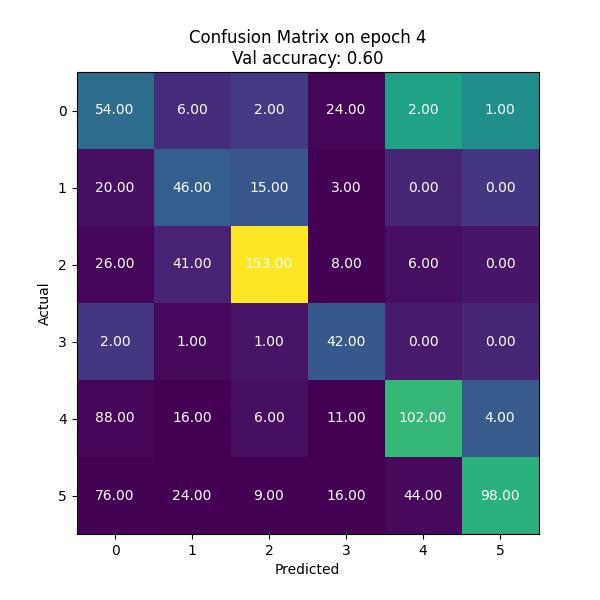 Confusion Matrix on epoch 4
Val accuracy: 0.60
0 54.00 6.00 2.00 24.00 2.00 1.00
1 20.00 46.00 15.00 3.00 0.00 0.00
2 26.00 41.00 153.00 8.00 6.00 0.00
3 2.00 1.00 1.00 42.00 0.00 0.00
4 88.00 16.00 6.00 11.00 102.00 4.00
5 76.00 24.00 9.00 16.00 44.00 98.00
0 1 2 3 4 5
Predicted
Actual